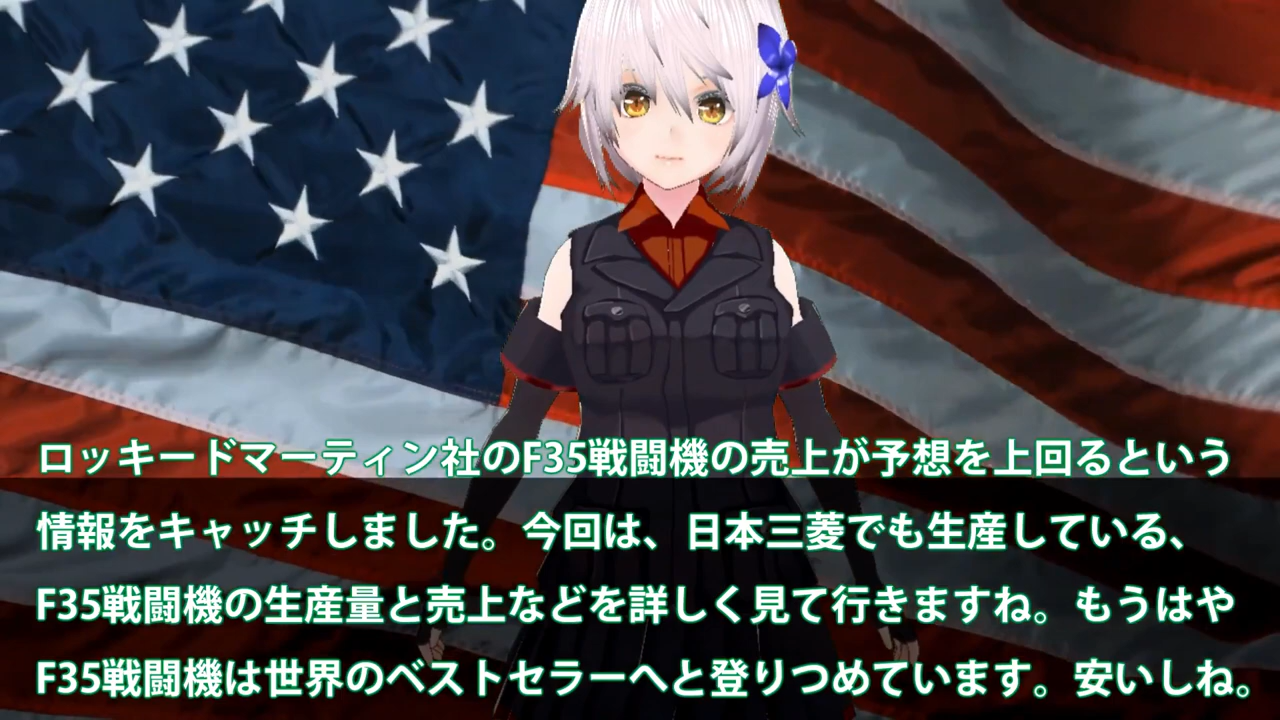 ロッキードマーティン社のF35戦闘機の売上が予想を上回るという
情報をキャッチしました。今回は、日本三菱でも生産している、
F35戦闘機の生産量と売上などを詳しく見て行きますね。もうはや
F35戦闘機は世界のベストセラーへと登りつめています。安いしね。